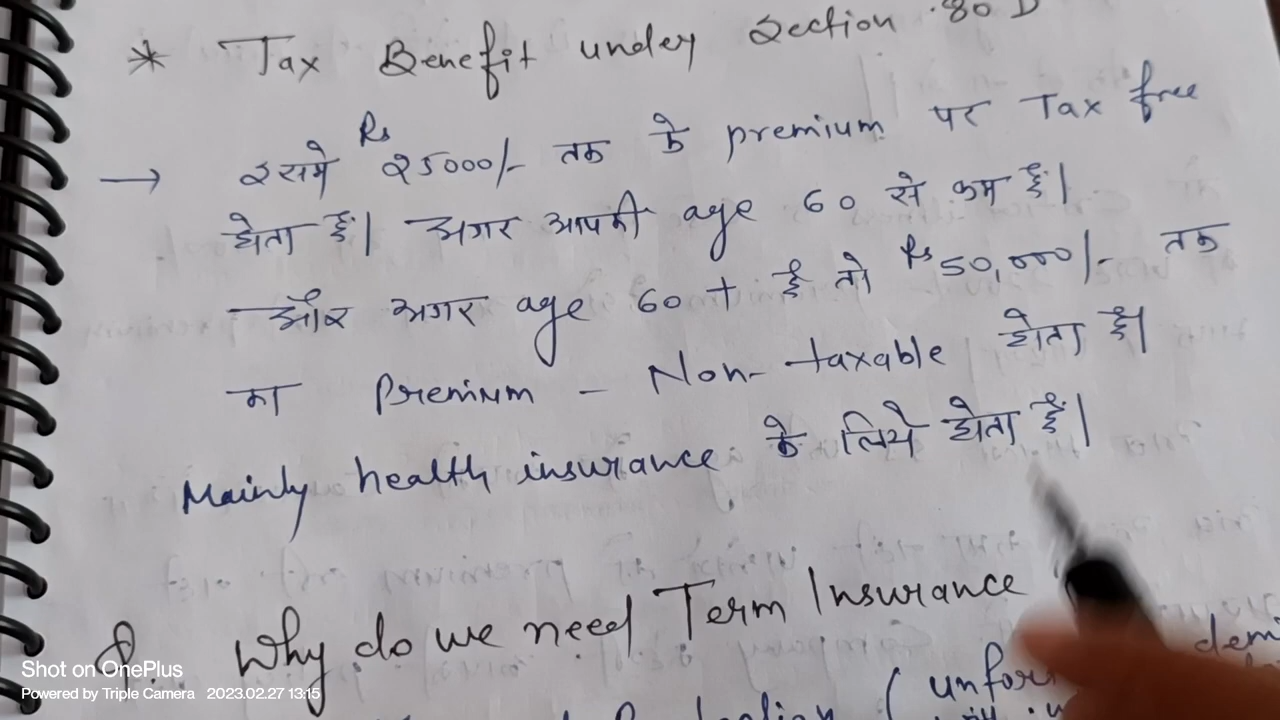 * Tax Benefit under Section 80 D
→ इसमे Rs 25000/- तक के premium पर Tax free
होता हैं। अगर आपकी age 60 से कम हैं।
और अगर age 60 + है तो Rs 50,000/- तक
का Premium - Non-taxable होता है।
Mainly health insurance के लिये होता हैं।
Q. Why do we need Term Insurance
Shot on OnePlus
Powered by Triple Camera 2023.02.27 13:15